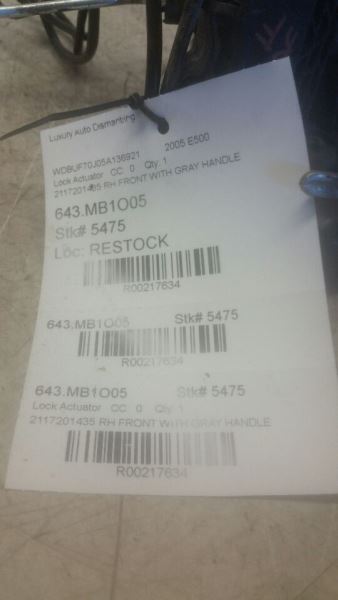 Luxury Auto Dismantling
WDBUF70J05A136921 2005 E500
Lock Actuator CC 0 Qty. 1
2117201435 RH FRONT WITH GRAY HANDLE
643.MB1O05
Stk# 5475
Loc: RESTOCK
R00217634
643.MB1O05 Stk# 5475
R00217634
643.MB1O05 Stk# 5475
Lock Actuator CC 0 Qty. 1
2117201435 RH FRONT WITH GRAY HANDLE
R00217634